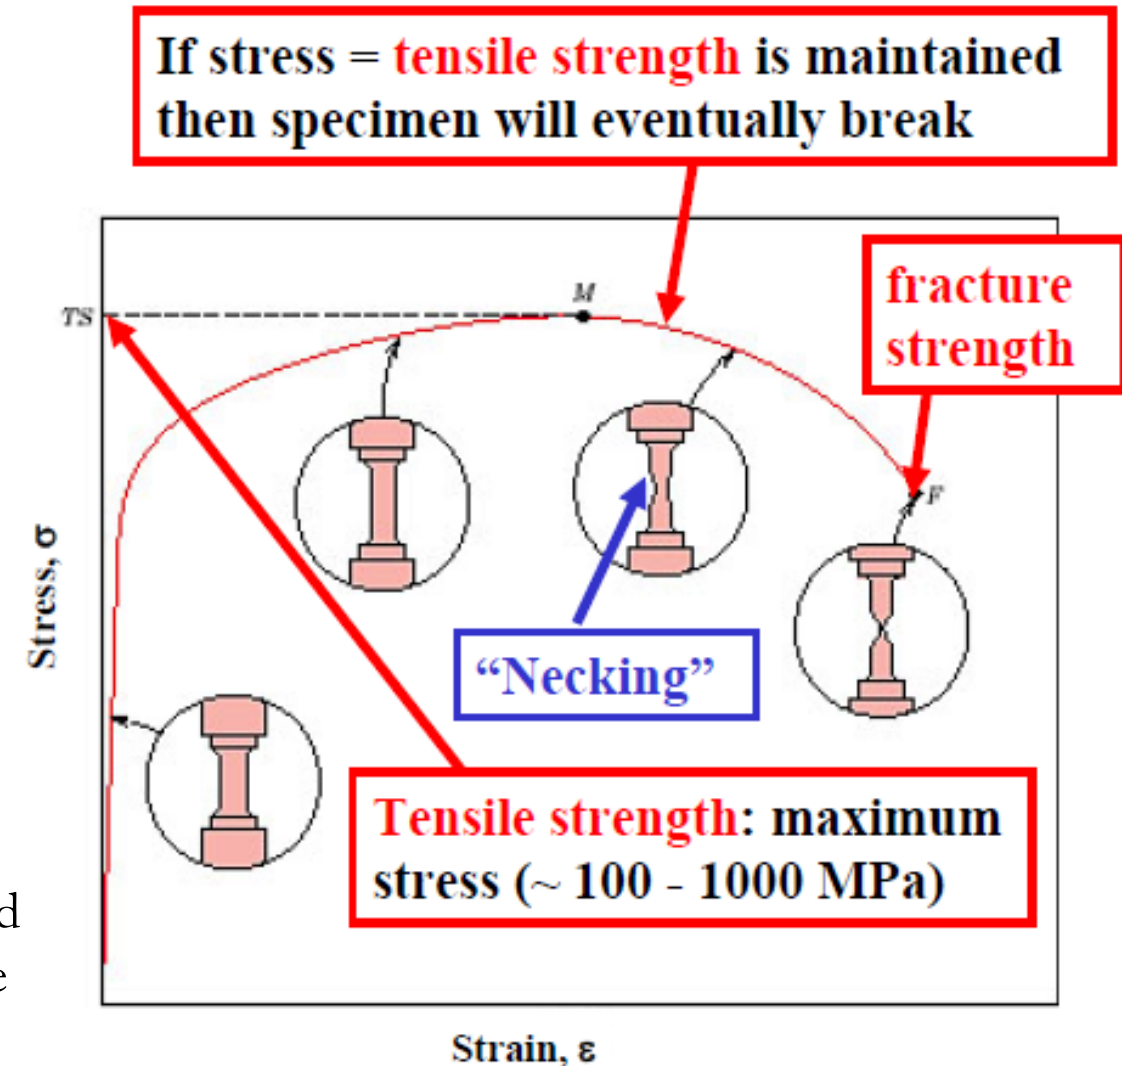 If stress = tensile strength is maintained
then specimen will eventually break
fracture
strength
M
TS
F
Stress, σ
“Necking”
Tensile strength: maximum
stress (~ 100 - 1000 MPa)
d
e
Strain, ε